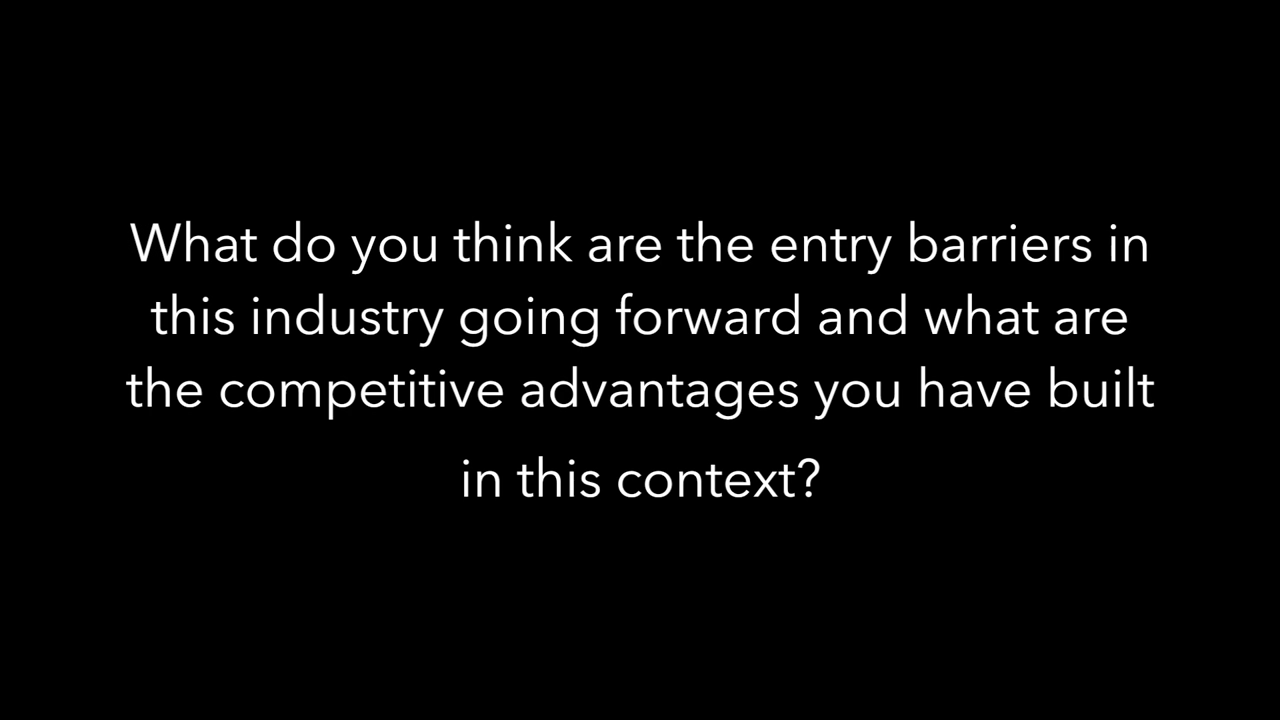 What do you think are the entry barriers in
this industry going forward and what are
the competitive advantages you have built
in this context?